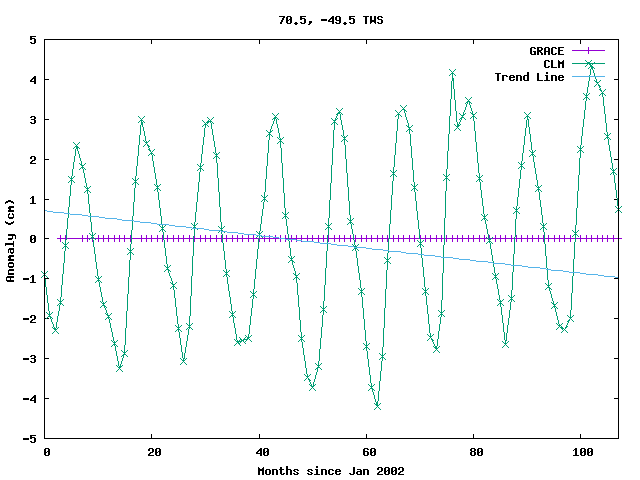 70.5, -49.5 TWS
GRACE
CLM
Trend Line
5
4
3
2
1
0
-1
-2
-3
-4
-5
Anomaly (cm)
0 20 40 60 80 100
Months since Jan 2002